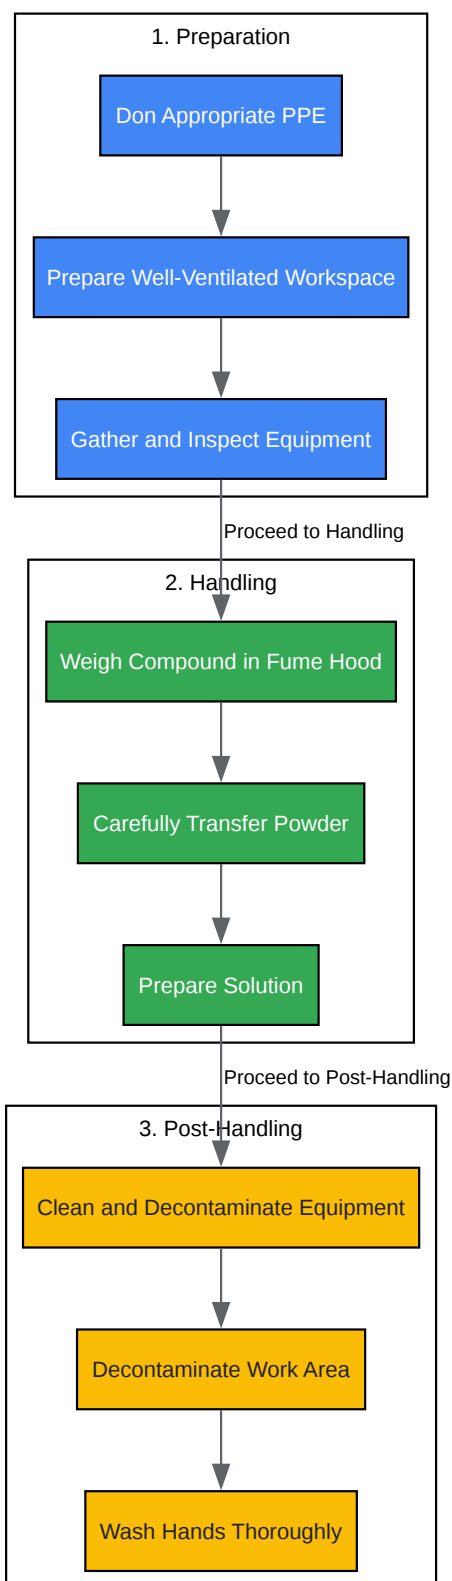 1. Preparation
Don Appropriate PPE
Prepare Well-Ventilated Workspace
Gather and Inspect Equipment
Proceed to Handling
2. Handling
Weigh Compound in Fume Hood
Carefully Transfer Powder
Prepare Solution
Proceed to Post-Handling
3. Post-Handling
Clean and Decontaminate Equipment
Decontaminate Work Area
Wash Hands Thoroughly